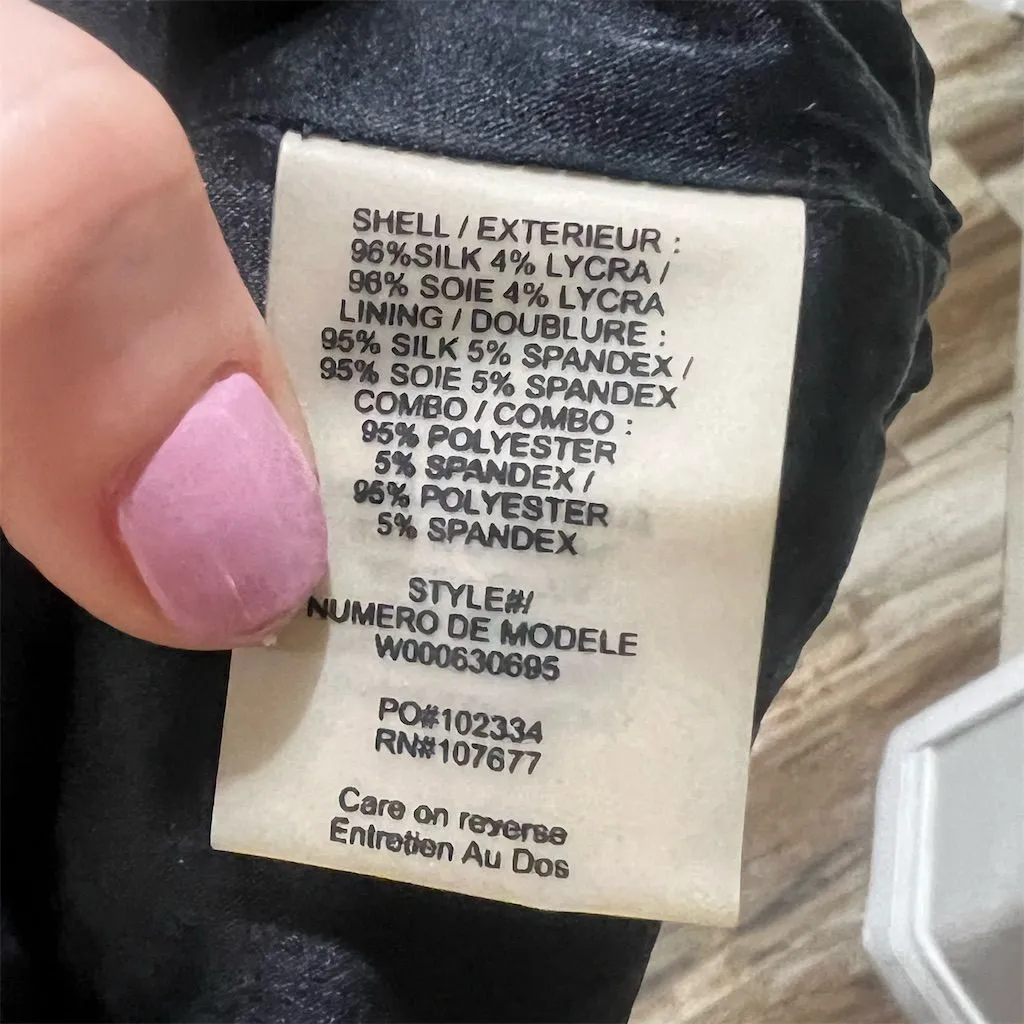 SHELL / EXTERIEUR :
96%SILK 4% LYCRA /
96% SOIE 4% LYCRA
LINING / DOUBLURE :
95% SILK 5% SPANDEX /
95% SOIE 5% SPANDEX
COMBO / COMBO :
95% POLYESTER
5% SPANDEX /
95% POLYESTER
5% SPANDEX
STYLE#/
NUMERO DE MODELE
W000630695
PO#102334
RN#107677
Care on reverse
Entretien Au Dos